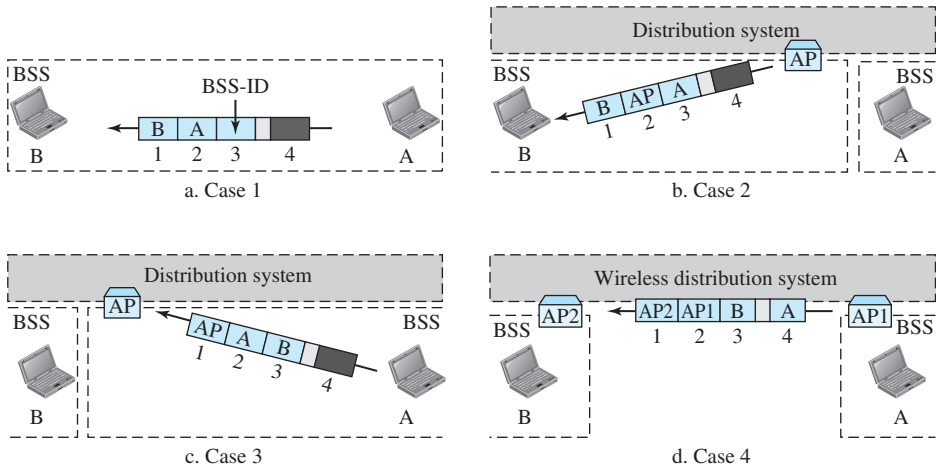 BSS
BSS-ID
B A
1 2 3 4
B
A
a. Case 1
Distribution system
AP
BSS
BSS
B AP A
1 2 3 4
B
A
b. Case 2
Distribution system
AP
BSS
BSS
AP A B
1 2 3 4
B
A
c. Case 3
Wireless distribution system
AP2
AP2 AP1 B A
AP1
BSS
BSS
1 2 3 4
B
A
d. Case 4